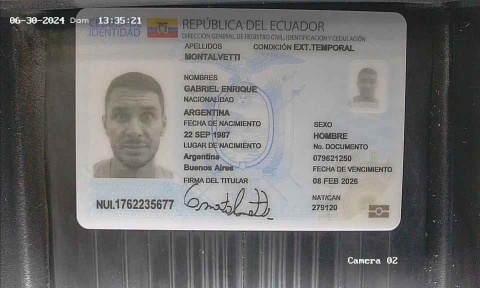 06-30-2024 Dom 13:35:21
IDENTIDAD
REPÚBLICA DEL ECUADOR
DIRECCIÓN GENERAL DE REGISTRO CIVIL, IDENTIFICACIÓN Y CEDULACIÓN
APELLIDOS CONDICIÓN EXT.TEMPORAL
MONTALVETTI
NOMBRES
GABRIEL ENRIQUE
NACIONALIDAD
ARGENTINA
FECHA DE NACIMIENTO SEXO
22 SEP 1987 HOMBRE
LUGAR DE NACIMIENTO No. DOCUMENTO
Argentina 079621250
Buenos Aires FECHA DE VENCIMIENTO
FIRMA DEL TITULAR 08 FEB 2026
NUI.1762235677 NAT/CAN
279120
Camera 02